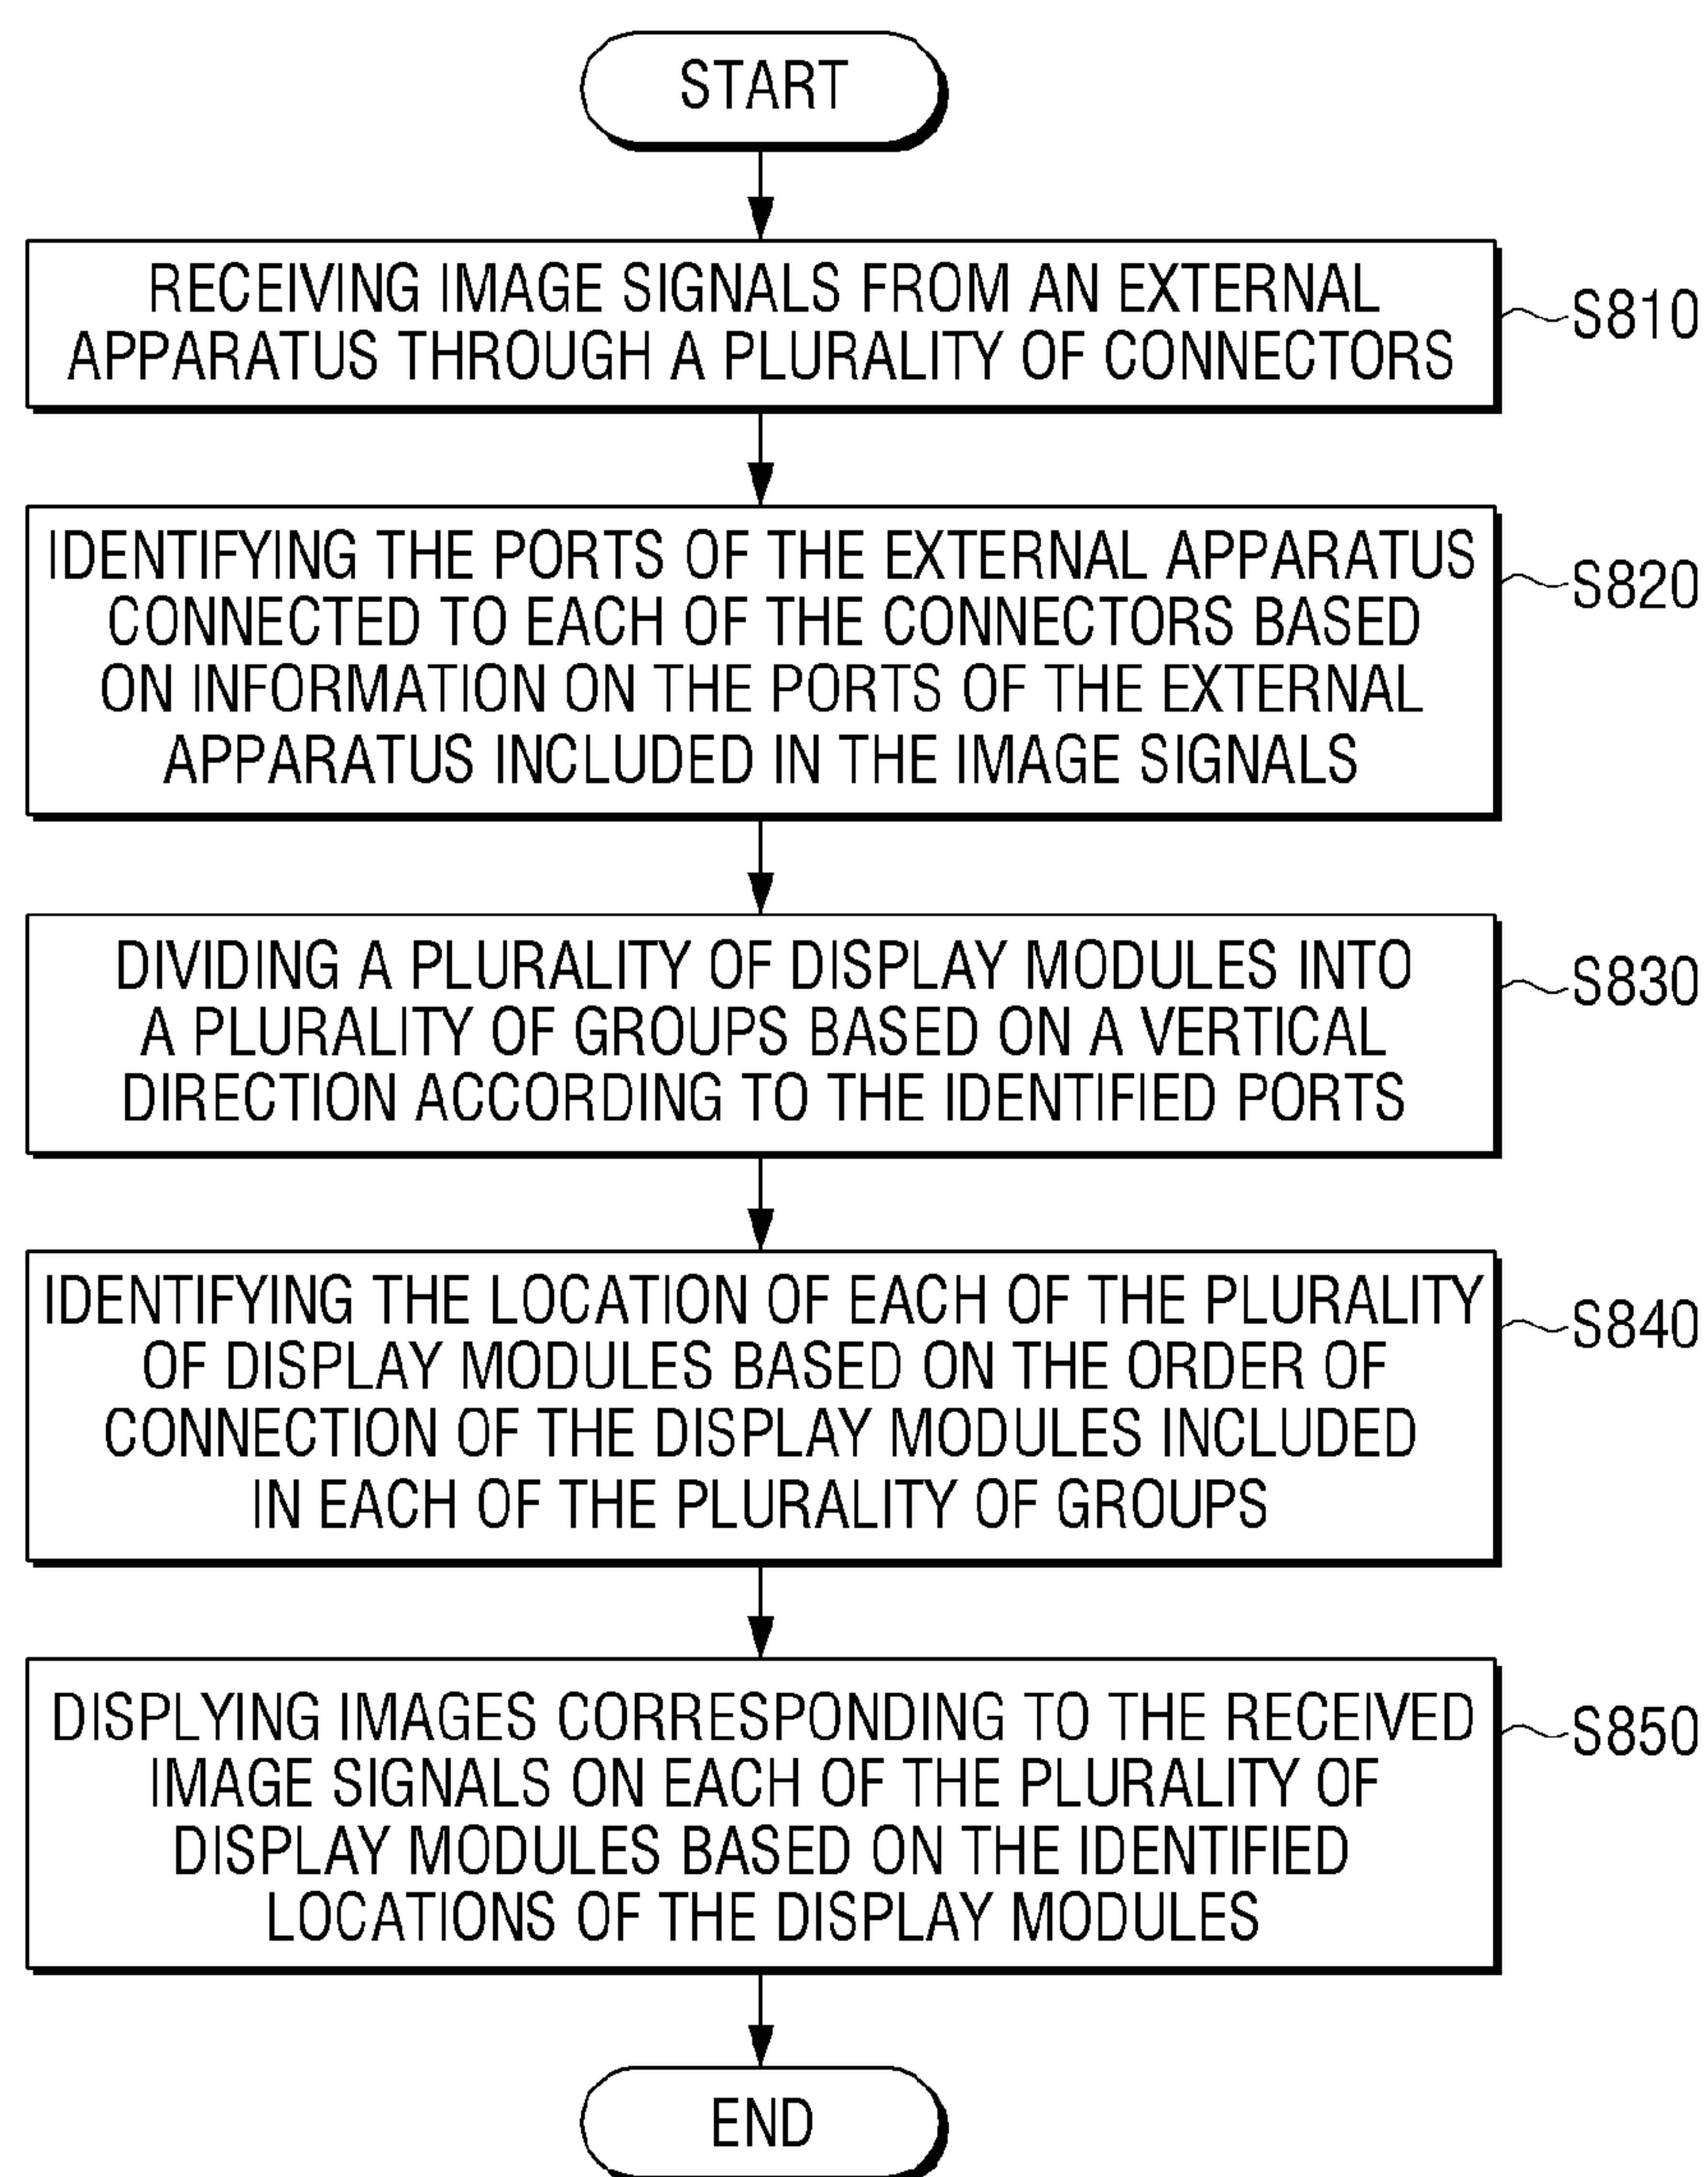 START
RECEIVING IMAGE SIGNALS FROM AN EXTERNAL
APPARATUS THROUGH A PLURALITY OF CONNECTORS
S810
IDENTIFYING THE PORTS OF THE EXTERNAL APPARATUS
CONNECTED TO EACH OF THE CONNECTORS BASED
ON INFORMATION ON THE PORTS OF THE EXTERNAL
APPARATUS INCLUDED IN THE IMAGE SIGNALS
S820
DIVIDING A PLURALITY OF DISPLAY MODULES INTO
A PLURALITY OF GROUPS BASED ON A VERTICAL
DIRECTION ACCORDING TO THE IDENTIFIED PORTS
S830
IDENTIFYING THE LOCATION OF EACH OF THE PLURALITY
OF DISPLAY MODULES BASED ON THE ORDER OF
CONNECTION OF THE DISPLAY MODULES INCLUDED
IN EACH OF THE PLURALITY OF GROUPS
S840
DISPLYING IMAGES CORRESPONDING TO THE RECEIVED
IMAGE SIGNALS ON EACH OF THE PLURALITY OF
DISPLAY MODULES BASED ON THE IDENTIFIED
LOCATIONS OF THE DISPLAY MODULES
S850
END